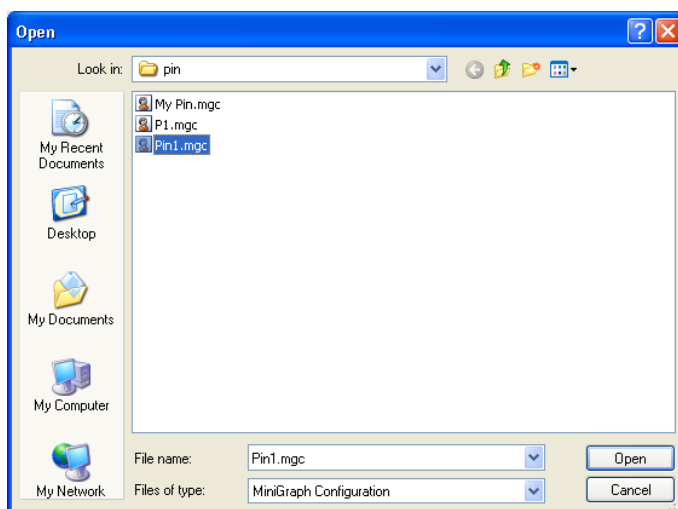 Open
Look in: pin
My Recent
Documents
Desktop
My Documents
My Computer
My Network
My Pin.mgc
P1.mgc
Pin1.mgc
File name: Pin1.mgc Open
Files of type: MiniGraph Configuration Cancel